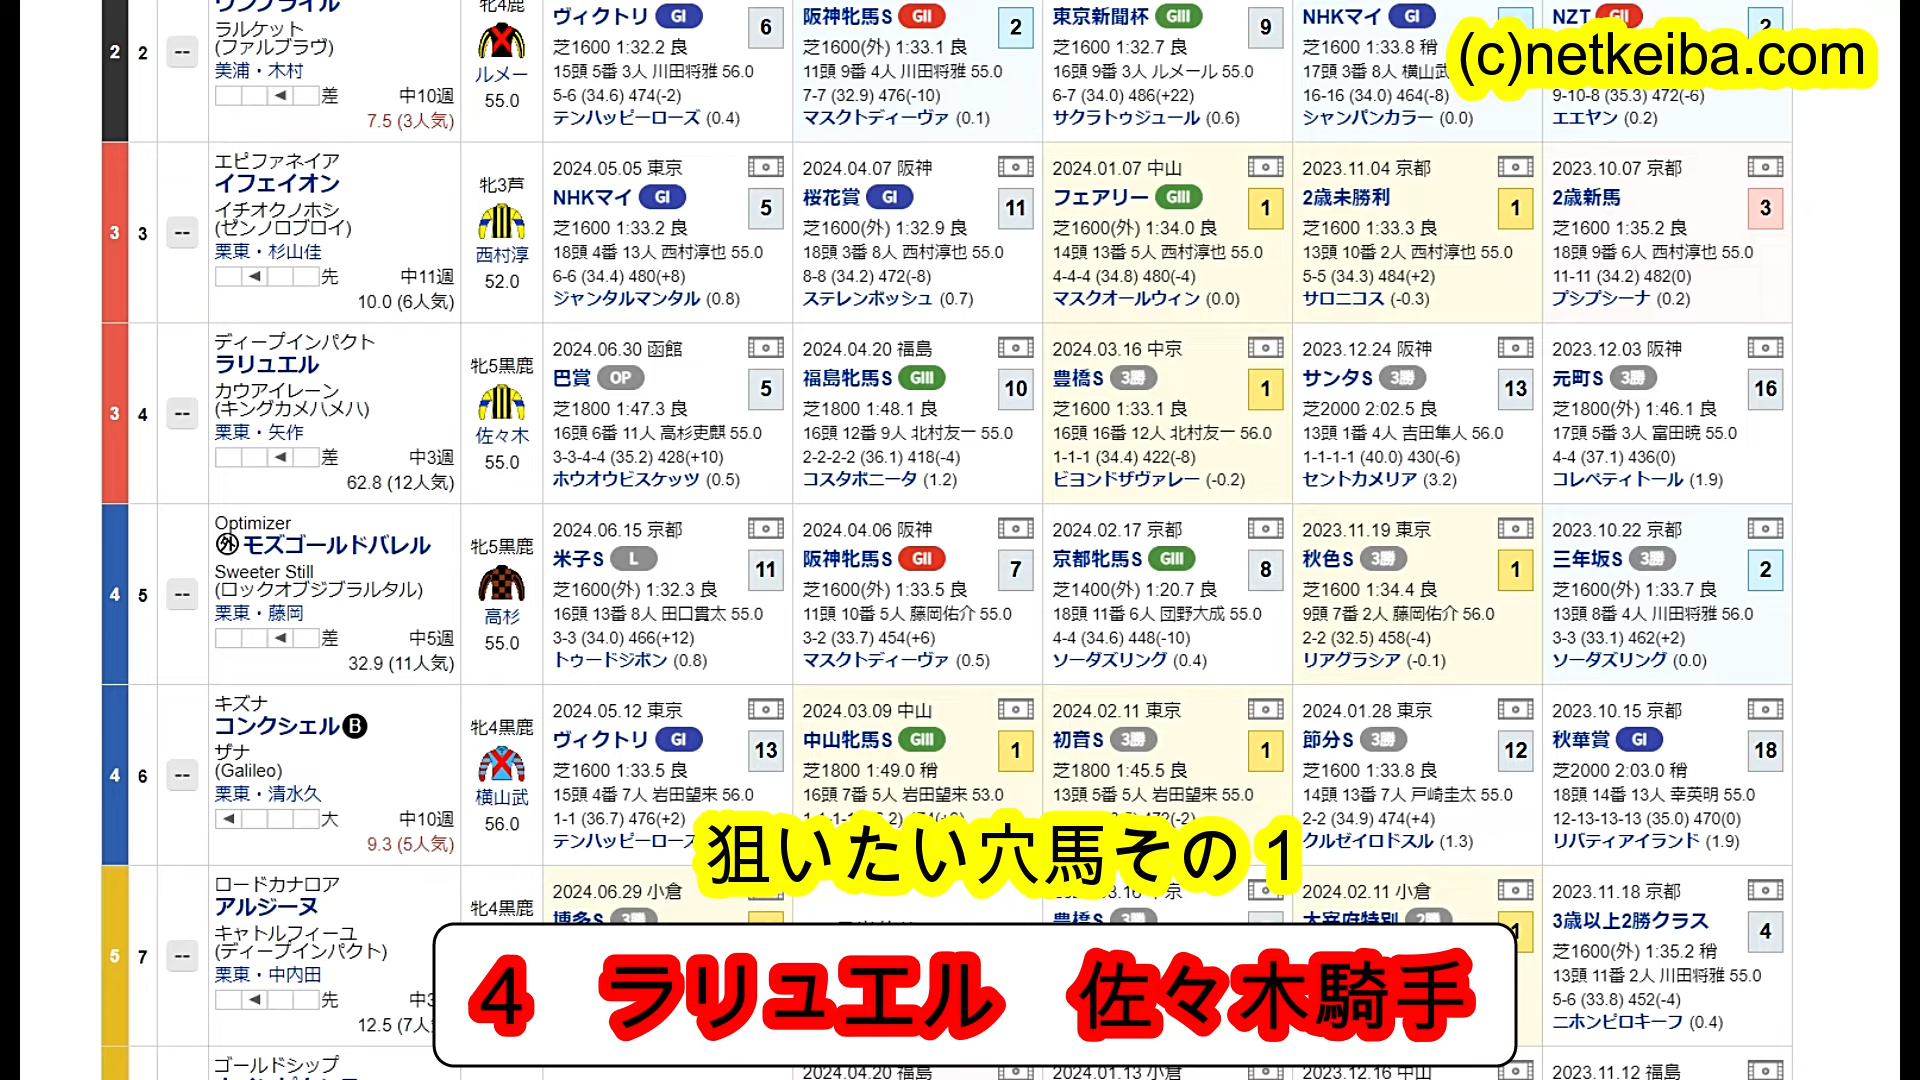 (c)netkeiba.com
2 2 --
ラルケット
(ファルブラヴ)
美浦・木村
差 中10週
7.5 (3人気)
牝4鹿
ルメー
55.0
ヴィクトリ GI 6
芝1600 1:32.2 良
15頭 5番 3人 川田将雅 56.0
5-6 (34.6) 474(-2)
テンハッピーローズ (0.4)
阪神牝馬S GII 2
芝1600(外) 1:33.1 良
11頭 9番 4人 川田将雅 55.0
7-7 (32.9) 476(-10)
マスクトディーヴァ (0.1)
東京新聞杯 GIII 9
芝1600 1:32.7 良
16頭 9番 3人 ルメール 55.0
6-7 (34.0) 486(+22)
サクラトゥジュール (0.6)
NHKマイ GI
芝1600 1:33.8 稍
17頭 3番 8人 横山武
16-16 (34.0) 464(-8)
シャンパンカラー (0.0)
NZT GII 2
9-10-8 (35.3) 472(-6)
エエヤン (0.2)
3 3 --
エピファネイア
イフェイオン
イチオクノホシ
(ゼンノロブロイ)
栗東・杉山佳
先 中11週
10.0 (6人気)
牝3芦
西村淳
52.0
2024.05.05 東京
NHKマイ GI 5
芝1600 1:33.2 良
18頭 4番 13人 西村淳也 55.0
6-6 (34.4) 480(+8)
ジャンタルマンタル (0.8)
2024.04.07 阪神
桜花賞 GI 11
芝1600(外) 1:32.9 良
18頭 3番 8人 西村淳也 55.0
8-8 (34.2) 472(-8)
ステレンボッシュ (0.7)
2024.01.07 中山
フェアリー GIII 1
芝1600(外) 1:34.0 良
14頭 13番 5人 西村淳也 55.0
4-4-4 (34.8) 480(-4)
マスクオールウィン (0.0)
2023.11.04 京都
2歳未勝利 1
芝1600 1:33.3 良
13頭 10番 2人 西村淳也 55.0
5-5 (34.3) 484(+2)
サロニコス (-0.3)
2023.10.07 京都
2歳新馬 3
芝1600 1:35.2 良
18頭 9番 6人 西村淳也 55.0
11-11 (34.2) 482(0)
プシプシーナ (0.2)
3 4 --
ディープインパクト
ラリュエル
カウアイレーン
(キングカメハメハ)
栗東・矢作
差 中3週
62.8 (12人気)
牝5黒鹿
佐々木
55.0
2024.06.30 函館
巴賞 OP 5
芝1800 1:47.3 良
16頭 6番 11人 高杉吏麒 55.0
3-3-4-4 (35.2) 428(+10)
ホウオウビスケッツ (0.5)
2024.04.20 福島
福島牝馬S GIII 10
芝1800 1:48.1 良
16頭 12番 9人 北村友一 55.0
2-2-2-2 (36.1) 418(-4)
コスタボニータ (1.2)
2024.03.16 中京
豊橋S 3勝 1
芝1600 1:33.1 良
16頭 16番 12人 北村友一 56.0
1-1-1 (34.4) 422(-8)
ビヨンドザヴァレー (-0.2)
2023.12.24 阪神
サンタS 3勝 13
芝2000 2:02.5 良
13頭 1番 4人 吉田隼人 56.0
1-1-1-1 (40.0) 430(-6)
セントカメリア (3.2)
2023.12.03 阪神
元町S 3勝 16
芝1800(外) 1:46.1 良
17頭 5番 3人 富田暁 55.0
4-4 (37.1) 436(0)
コレペティトール (1.9)
4 5 --
Optimizer
外 モズゴールドバレル
Sweeter Still
(ロックオブジブラルタル)
栗東・藤岡
差 中5週
32.9 (11人気)
牝5黒鹿
高杉
55.0
2024.06.15 京都
米子S L 11
芝1600(外) 1:32.3 良
16頭 13番 8人 田口貫太 55.0
3-3 (34.0) 466(+12)
トゥードジボン (0.8)
2024.04.06 阪神
阪神牝馬S GII 7
芝1600(外) 1:33.5 良
11頭 10番 5人 藤岡佑介 55.0
3-2 (33.7) 454(+6)
マスクトディーヴァ (0.5)
2024.02.17 京都
京都牝馬S GIII 8
芝1400(外) 1:20.7 良
18頭 11番 6人 団野大成 55.0
4-4 (34.6) 448(-10)
ソーダズリング (0.4)
2023.11.19 東京
秋色S 3勝 1
芝1600 1:34.4 良
9頭 7番 2人 藤岡佑介 56.0
2-2 (32.5) 458(-4)
リアグラシア (-0.1)
2023.10.22 京都
三年坂S 3勝 2
芝1600(外) 1:33.7 良
13頭 8番 4人 川田将雅 56.0
3-3 (33.1) 462(+2)
ソーダズリング (0.0)
4 6 --
キズナ
コンクシェル B
ザナ
(Galileo)
栗東・清水久
大 中10週
9.3 (5人気)
牝4黒鹿
横山武
56.0
2024.05.12 東京
ヴィクトリ GI 13
芝1600 1:33.5 良
15頭 4番 7人 岩田望来 56.0
1-1 (36.7) 476(+2)
テンハッピーローズ
2024.03.09 中山
中山牝馬S GIII 1
芝1800 1:49.0 稍
16頭 7番 5人 岩田望来 53.0
2024.02.11 東京
初音S 3勝 1
芝1800 1:45.5 良
13頭 5番 5人 岩田望来 55.0
2024.01.28 東京
節分S 3勝 12
芝1600 1:33.8 良
14頭 13番 7人 戸崎圭太 55.0
2-2 (34.9) 474(+4)
クルゼイロドスル (1.3)
2023.10.15 京都
秋華賞 GI 18
芝2000 2:03.0 稍
18頭 14番 13人 幸英明 55.0
12-13-13-13 (35.0) 470(0)
リバティアイランド (1.9)
狙いたい穴馬その1
5 7 --
ロードカナロア
アルジーヌ
キャトルフィーユ
(ディープインパクト)
栗東・中内田
先 中3
12.5 (7人
牝4黒鹿
2024.06.29 小倉
博多S 3勝
豊橋S 3勝
2024.02.11 小倉
太宰府特別 2勝 1
2023.11.18 京都
3歳以上2勝クラス 4
芝1600(外) 1:35.2 稍
13頭 11番 2人 川田将雅 55.0
5-6 (33.8) 452(-4)
ニホンピロキーフ (0.4)
4 ラリュエル 佐々木騎手
ゴールドシップ
2024.04.20 福島
2024.01.13 小倉
2023.12.16 中山
2023.11.12 福島